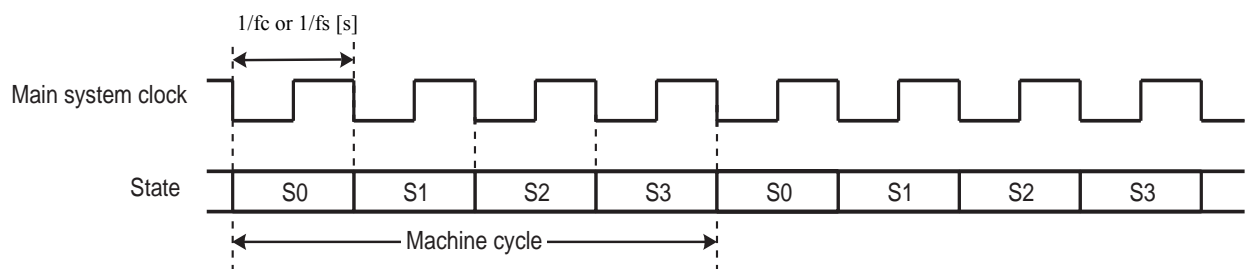 1/fc or 1/fs [s]
Main system clock
State S0 S1 S2 S3 S0 S1 S2 S3
Machine cycle